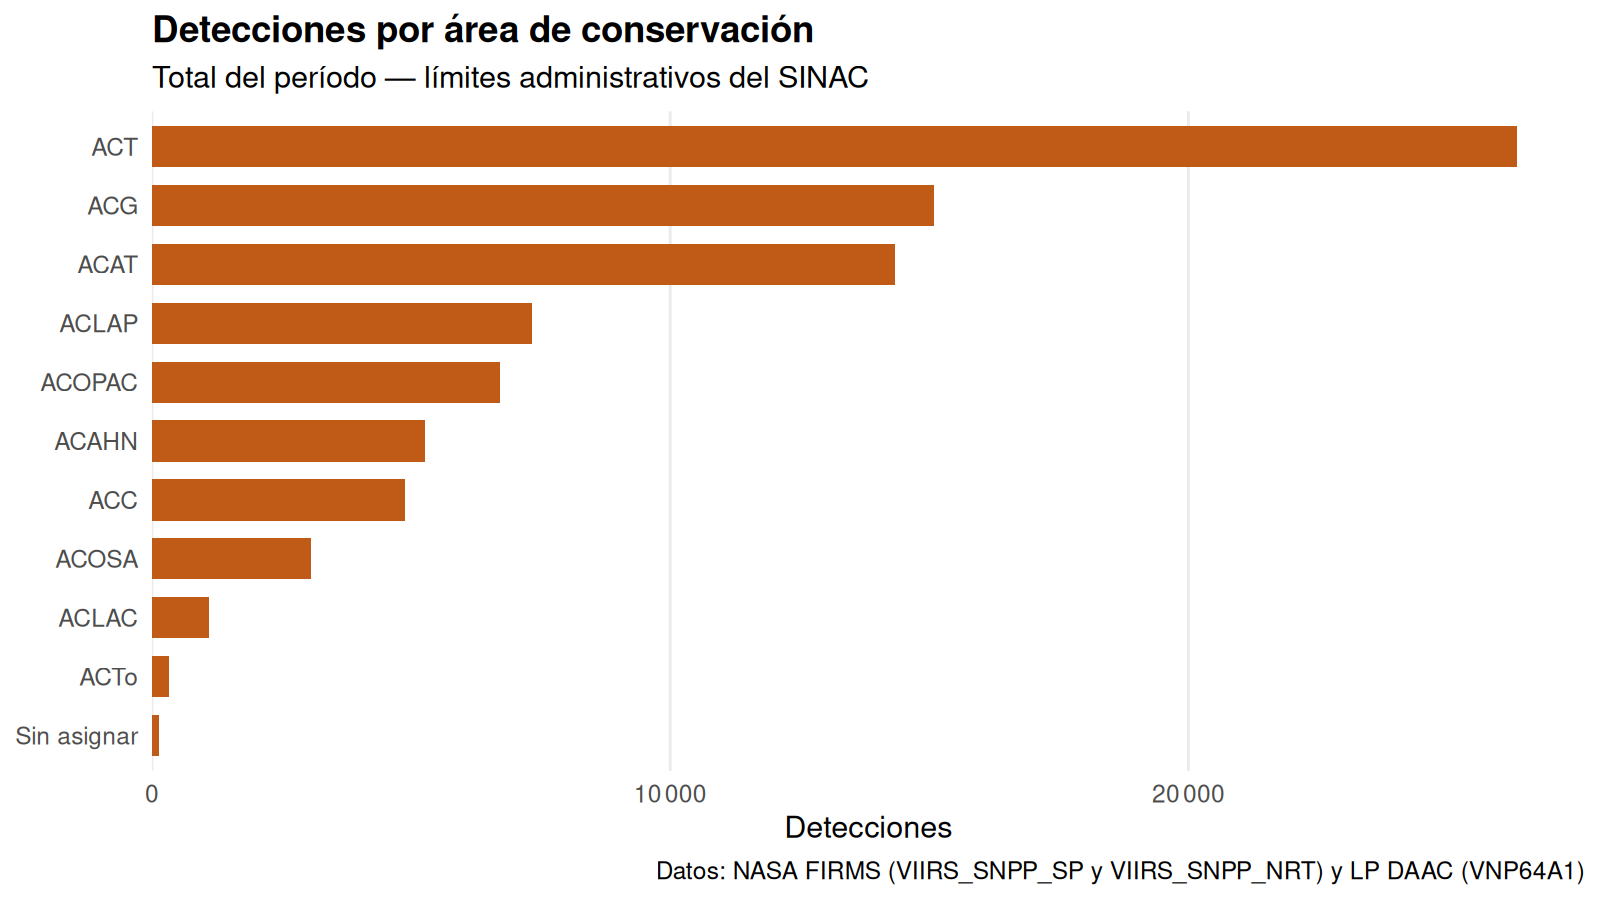 Detecciones por área de conservación
Total del período — límites administrativos del SINAC
ACT
ACG
ACAT
ACLAP
ACOPAC
ACAHN
ACC
ACOSA
ACLAC
ACTo
Sin asignar
0
10 000
20 000
Detecciones
Datos: NASA FIRMS (VIIRS_SNPP_SP y VIIRS_SNPP_NRT) y LP DAAC (VNP64A1)